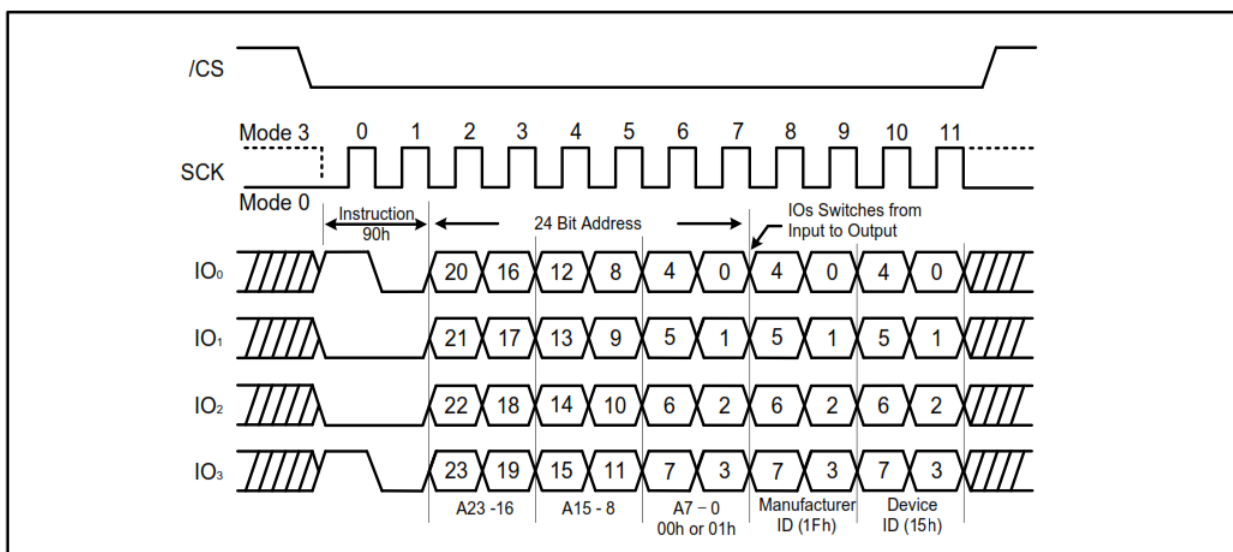 /CS
Mode 3 0 1 2 3 4 5 6 7 8 9 10 11
SCK
Mode 0
Instruction
90h
24 Bit Address
IOs Switches from
Input to Output
IO₀ 20 16 12 8 4 0 4 0 4 0
IO₁ 21 17 13 9 5 1 5 1 5 1
IO₂ 22 18 14 10 6 2 6 2 6 2
IO₃ 23 19 15 11 7 3 7 3 7 3
A23 -16 A15 - 8 A7 – 0 Manufacturer Device
00h or 01h ID (1Fh) ID (15h)